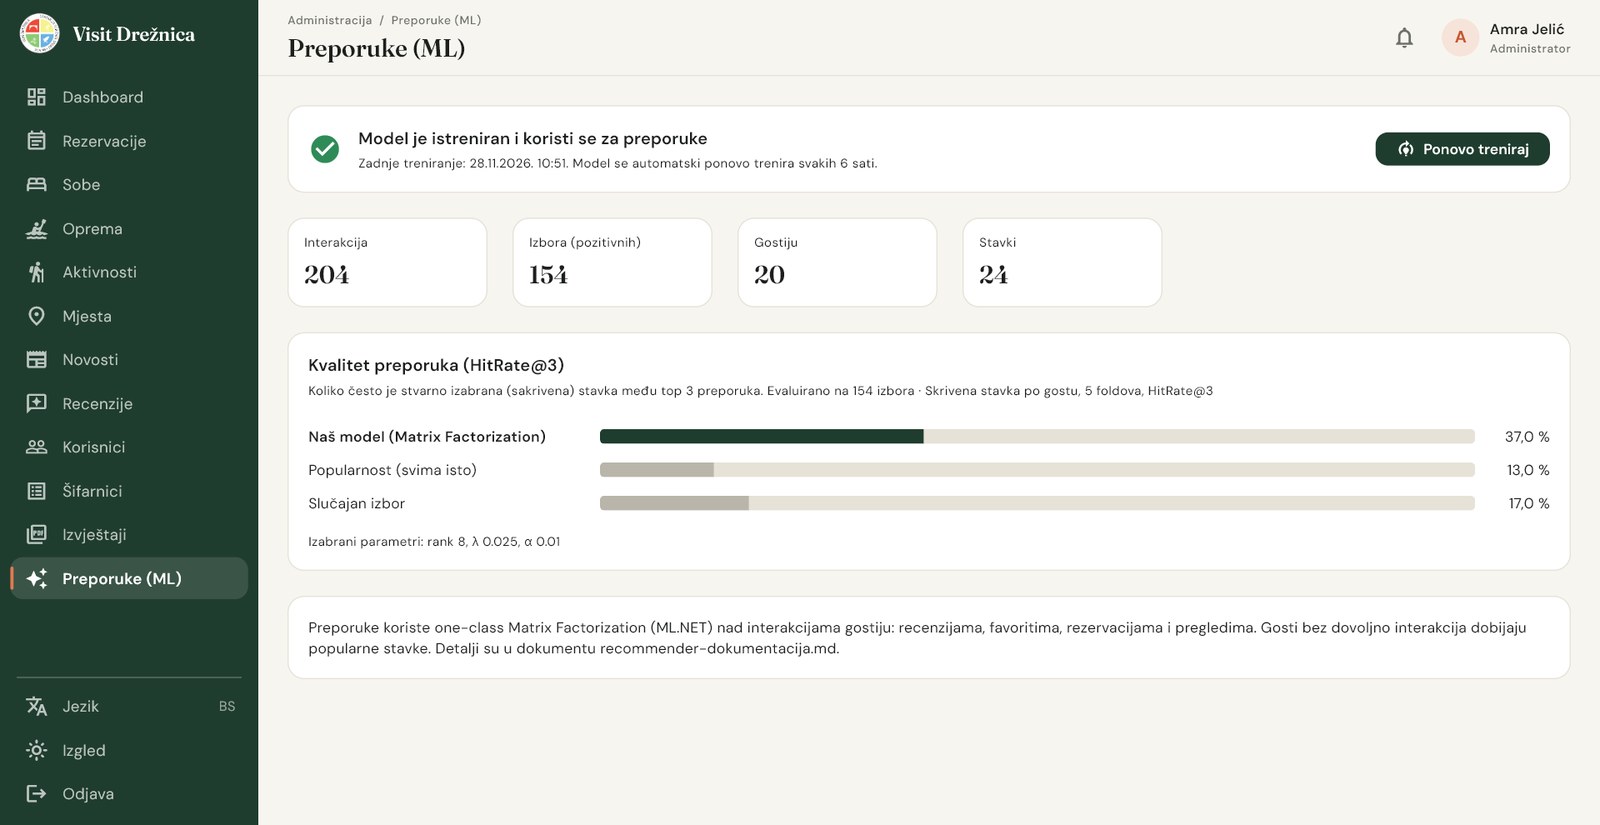 Visit Drežnica
Dashboard
Rezervacije
Sobe
Oprema
Aktivnosti
Mjesta
Novosti
Recenzije
Korisnici
Šifarnici
Izvještaji
Preporuke (ML)
Jezik BS
Izgled
Odjava
Administracija / Preporuke (ML)
Preporuke (ML)
A
Amra Jelić
Administrator
Model je istreniran i koristi se za preporuke
Zadnje treniranje: 28.11.2026. 10:51. Model se automatski ponovo trenira svakih 6 sati.
Ponovo treniraj
Interakcija
204
Izbora (pozitivnih)
154
Gostiju
20
Stavki
24
Kvalitet preporuka (HitRate@3)
Koliko često je stvarno izabrana (sakrivena) stavka među top 3 preporuka. Evaluirano na 154 izbora · Skrivena stavka po gostu, 5 foldova, HitRate@3
Naš model (Matrix Factorization) 37,0 %
Popularnost (svima isto) 13,0 %
Slučajan izbor 17,0 %
Izabrani parametri: rank 8, λ 0.025, α 0.01
Preporuke koriste one-class Matrix Factorization (ML.NET) nad interakcijama gostiju: recenzijama, favoritima, rezervacijama i pregledima. Gosti bez dovoljno interakcija dobijaju
popularne stavke. Detalji su u dokumentu recommender-dokumentacija.md.